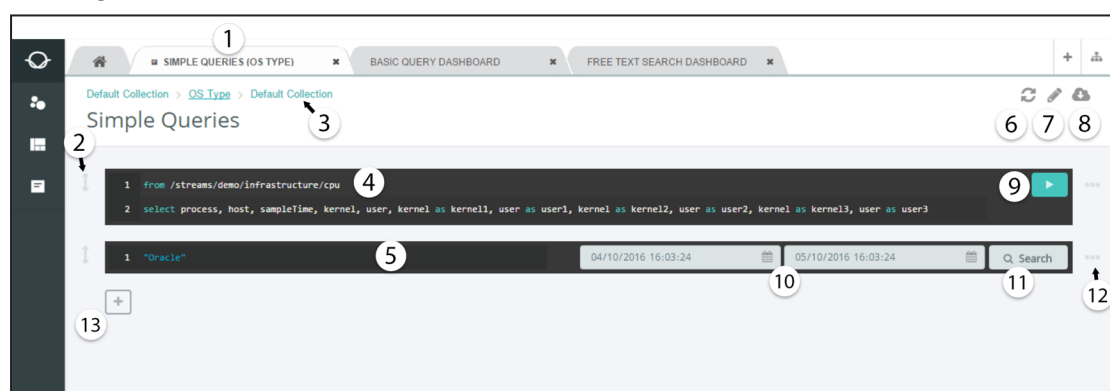 1
SIMPLE QUERIES (OS TYPE) ✖ BASIC QUERY DASHBOARD ✖ FREE TEXT SEARCH DASHBOARD ✖ +
Default Collection > OS Type > Default Collection
Simple Queries
3
6 7 8
2
1 from /streams/demo/infrastructure/cpu 4 9
2 select process, host, sampleTime, kernel, user, kernel as kernel1, user as user1, kernel as kernel2, user as user2, kernel as kernel3, user as user3
1 "Oracle" 5 04/10/2016 16:03:24 05/10/2016 16:03:24 Search
10 11 12
+
13